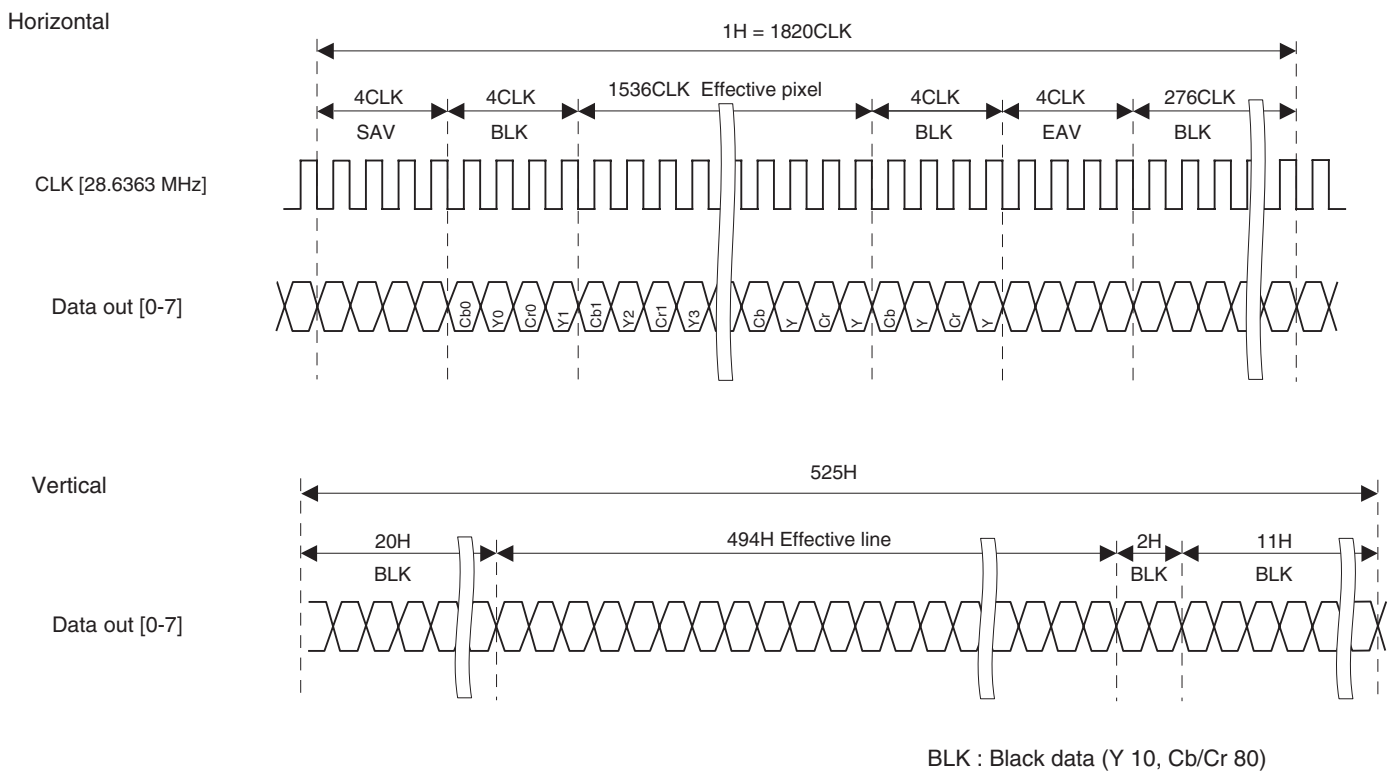 Horizontal
1H = 1820CLK
4CLK 4CLK 1536CLK Effective pixel 4CLK 4CLK 276CLK
SAV BLK BLK EAV BLK
CLK [28.6363 MHz]
Data out [0-7]
Cb0 Y0 Cr0 Y1 Cb1 Y2 Cr1 Y3 Cb Y Cr Y Cb Y Cr Y
Vertical
525H
20H 494H Effective line 2H 11H
BLK BLK BLK
Data out [0-7]
BLK : Black data (Y 10, Cb/Cr 80)